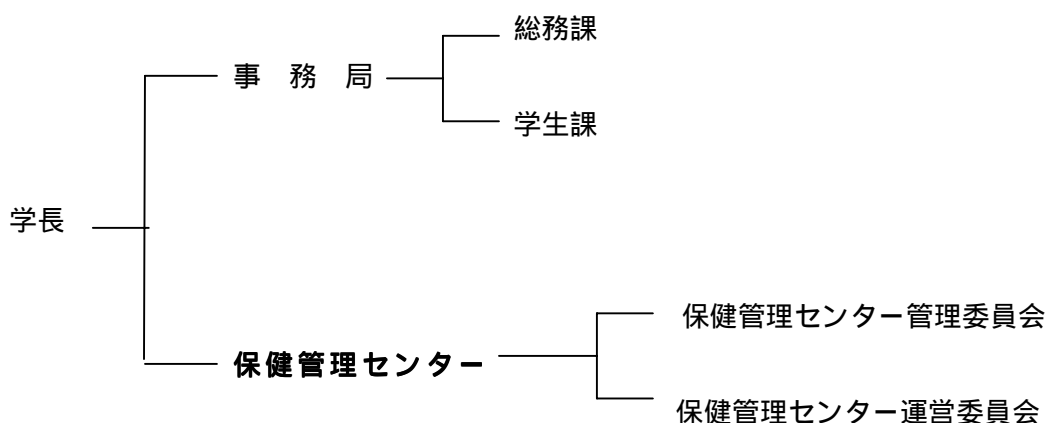 総務課
事　務　局
学生課
学長
保健管理センター管理委員会
保健管理センター
保健管理センター運営委員会